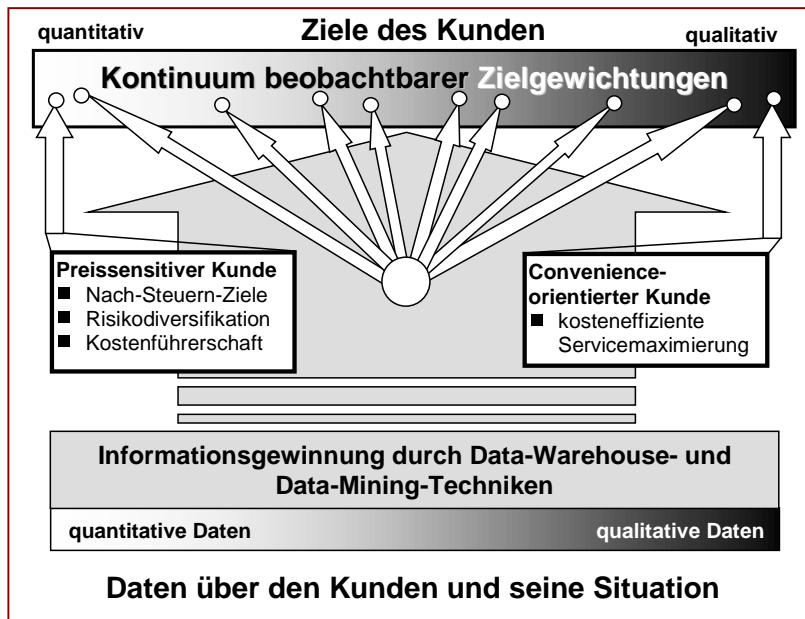 Ziele des Kunden
quantitativ
qualitativ
Kontinuum beobachtbarer Zielgewichtungen
Preissensitiver Kunde
Nach-Steuern-Ziele
Risikodiversifikation
Kostenführerschaft
Convenience-
orientierter Kunde
kosteneffiziente
Servicemaximierung
Informationsgewinnung durch Data-Warehouse- und
Data-Mining-Techniken
quantitative Daten
qualitative Daten
Daten über den Kunden und seine Situation